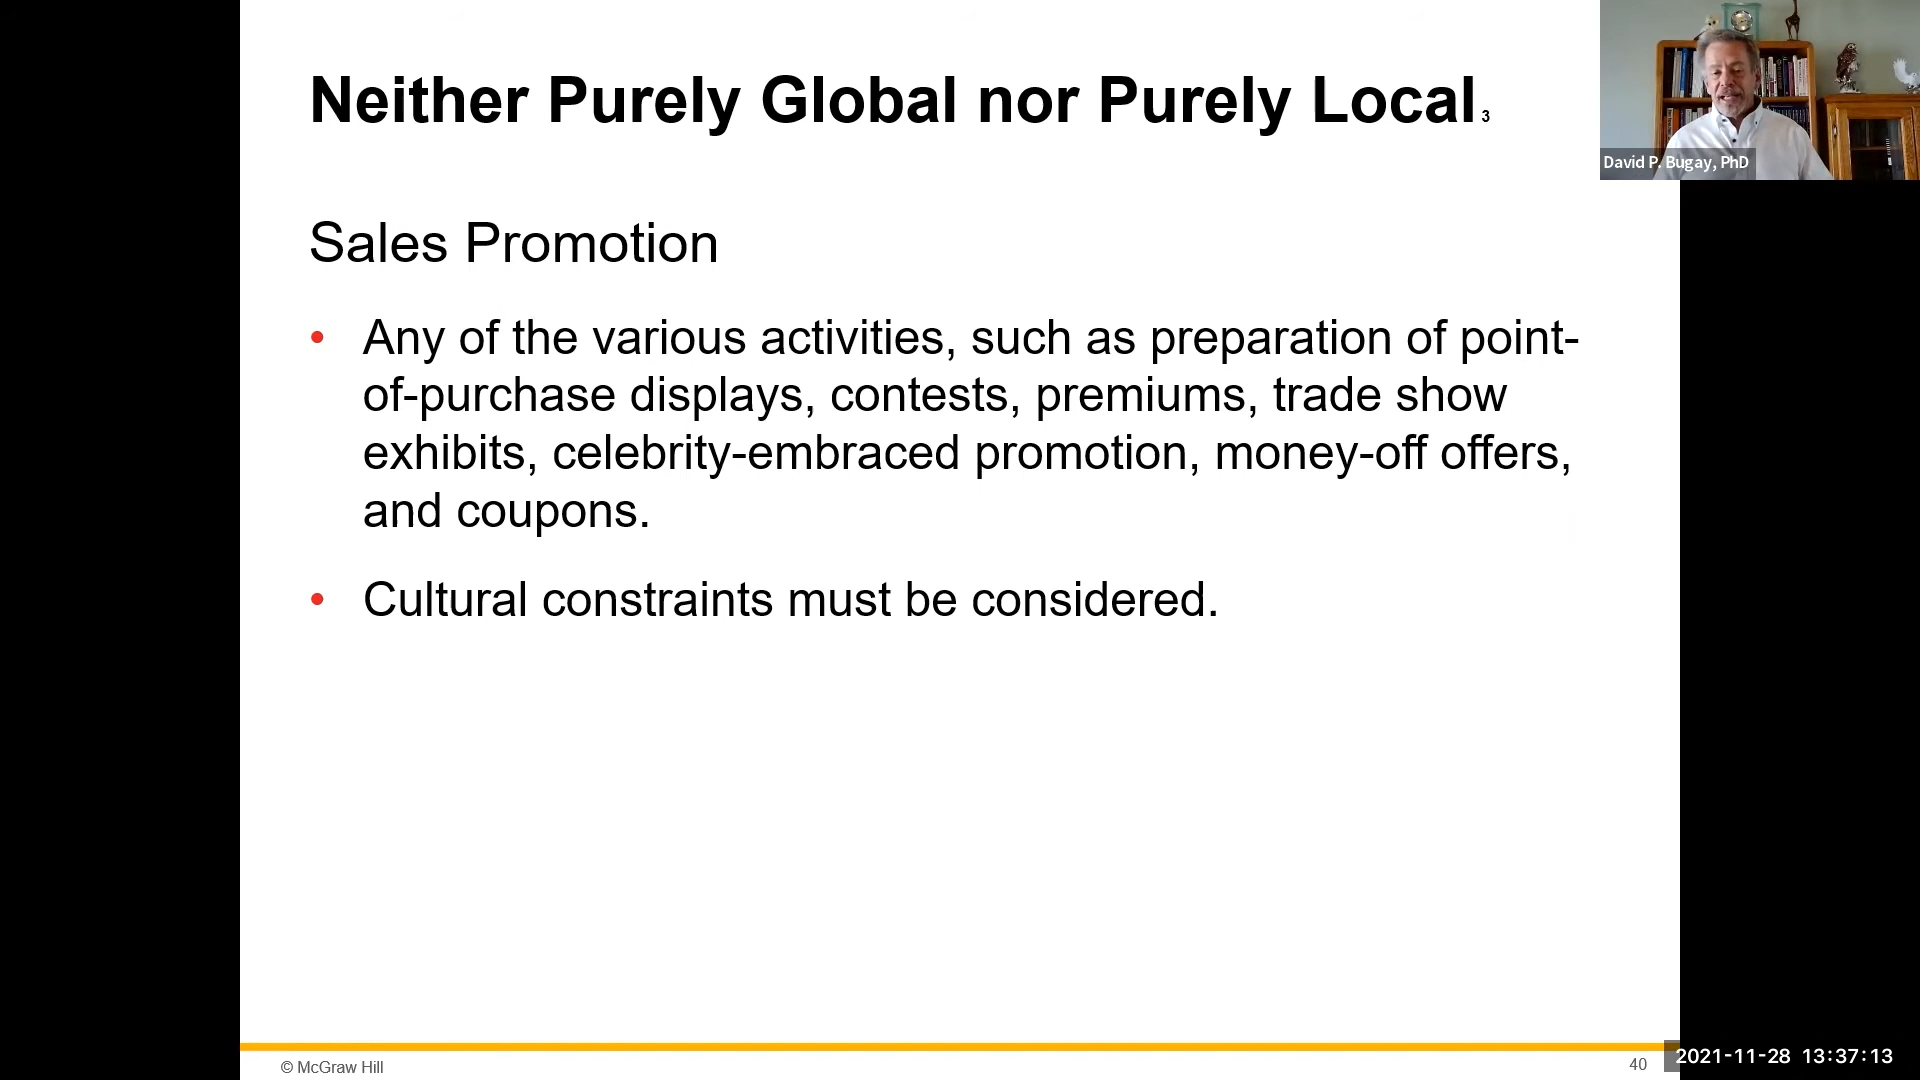 Neither Purely Global nor Purely Local 3
David P. Bugay, PhD
Sales Promotion
• Any of the various activities, such as preparation of point-
of-purchase displays, contests, premiums, trade show
exhibits, celebrity-embraced promotion, money-off offers,
and coupons.
• Cultural constraints must be considered.
© McGraw Hill
40
2021-11-28 13:37:13